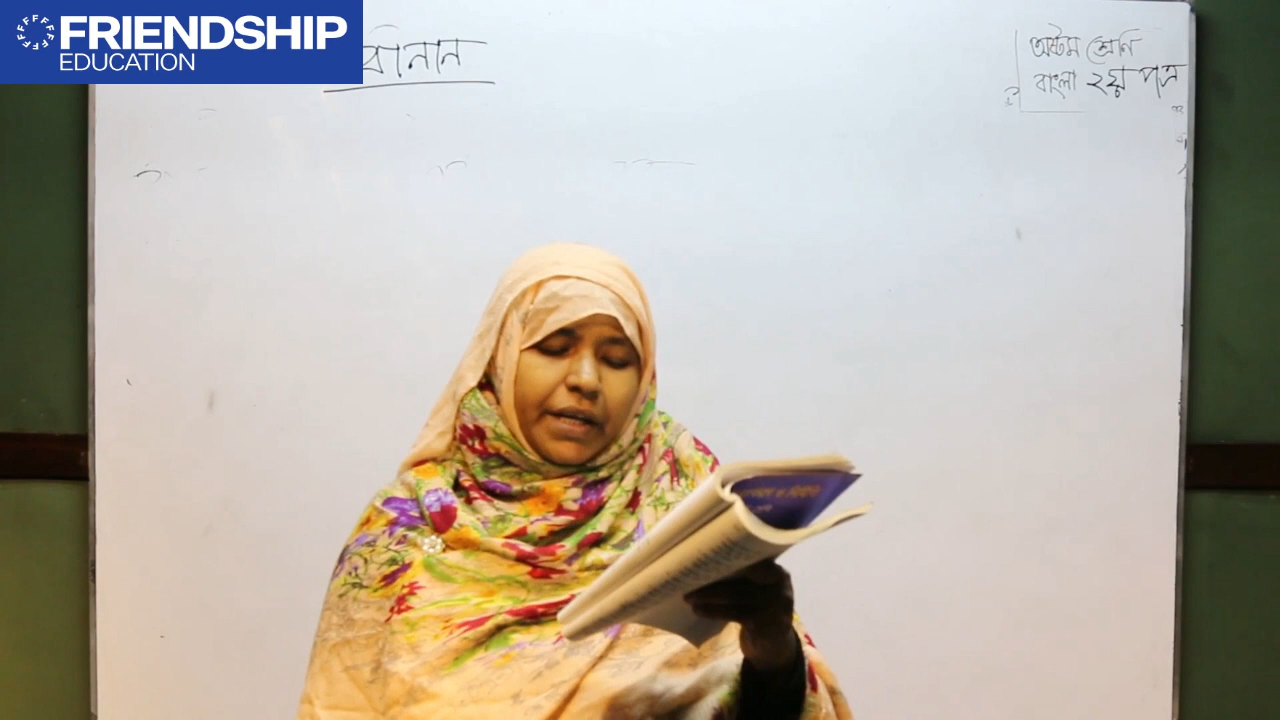 FRIENDSHIP
EDUCATION
বানান
অষ্টম শ্রেণি
বাংলা ২য় পত্র